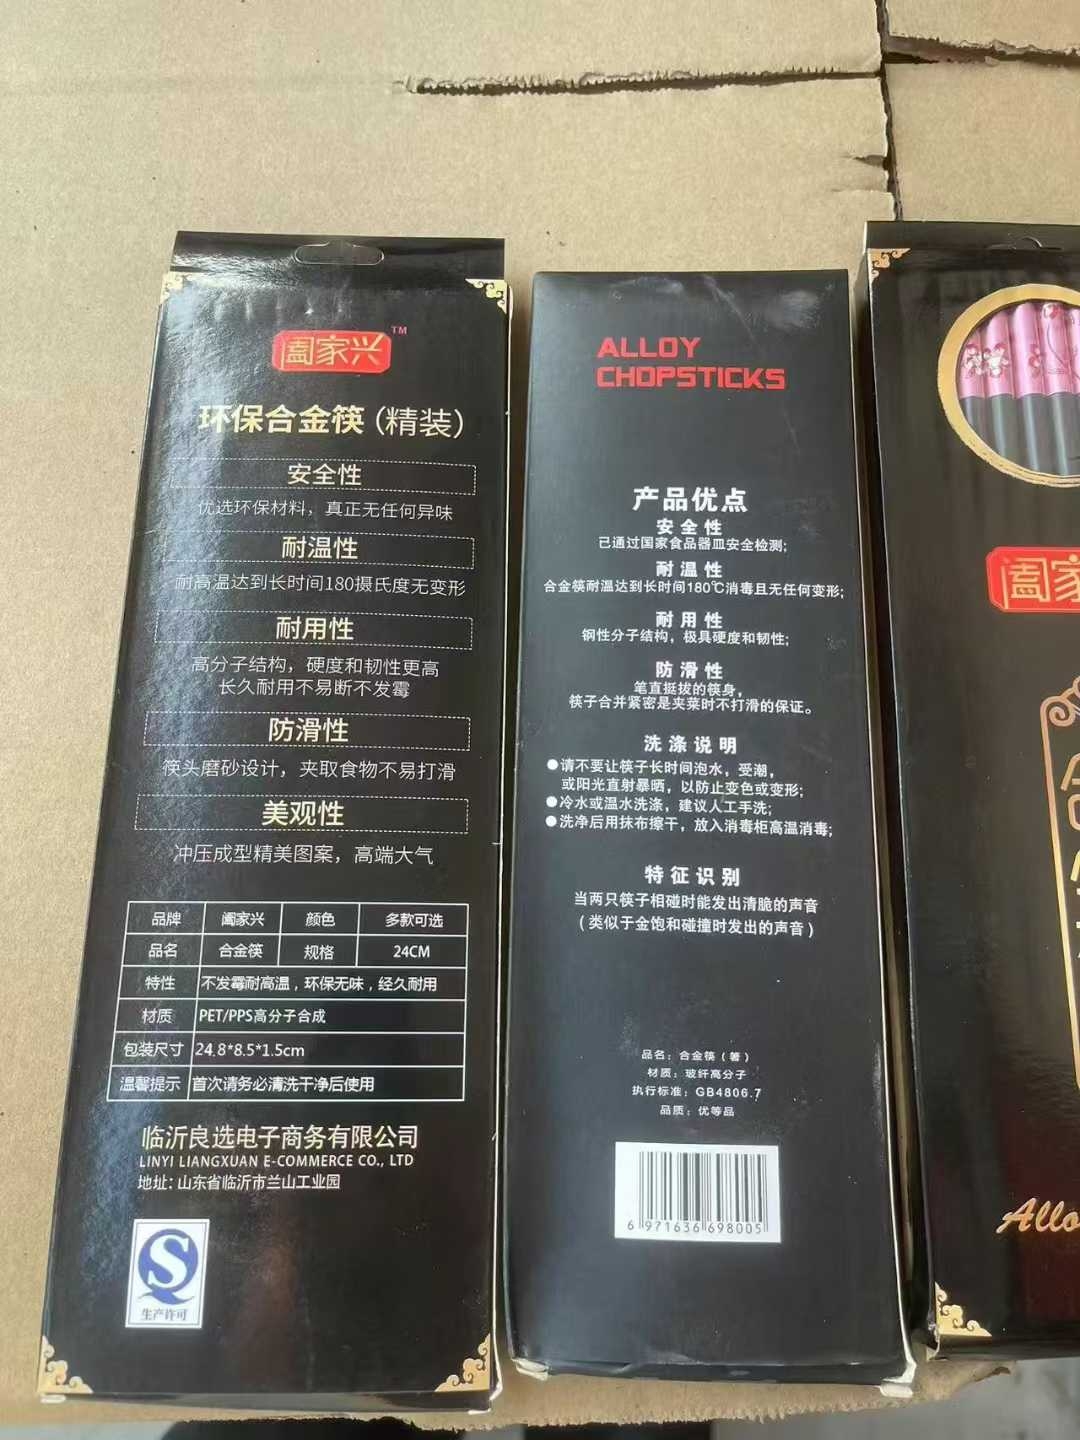 阖家兴™
环保合金筷（精装）
安全性
优选环保材料，真正无任何异味
耐温性
耐高温达到长时间180摄氏度无变形
耐用性
高分子结构，硬度和韧性更高
长久耐用不易断不发霉
防滑性
筷头磨砂设计，夹取食物不易打滑
美观性
冲压成型精美图案，高端大气
品牌 阖家兴 颜色 多款可选
品名 合金筷 规格 24CM
特性 不发霉耐高温，环保无味，经久耐用
材质 PET/PPS高分子合成
包装尺寸 24.8*8.5*1.5cm
温馨提示 首次请务必清洗干净后使用
临沂良选电子商务有限公司
LINYI LIANGXUAN E-COMMERCE CO., LTD
地址：山东省临沂市兰山工业园
生产许可
ALLOY
CHOPSTICKS
产品优点
安全性
已通过国家食品器皿安全检测；
耐温性
合金筷耐温达到长时间180℃消毒且无任何变形；
耐用性
钢性分子结构，极具硬度和韧性；
防滑性
笔直挺拔的筷身，
筷子合并紧密是夹菜时不打滑的保证。
洗涤说明
●请不要让筷子长时间泡水，受潮，
或阳光直射暴晒，以防止变色或变形；
●冷水或温水洗涤，建议人工手洗；
●洗净后用抹布擦干，放入消毒柜高温消毒；
特征识别
当两只筷子相碰时能发出清脆的声音
（类似于金饱和碰撞时发出的声音）
品名：合金筷（箸）
材质：玻纤高分子
执行标准：GB4806.7
品质：优等品
6 971636 698005
阖家
Allo